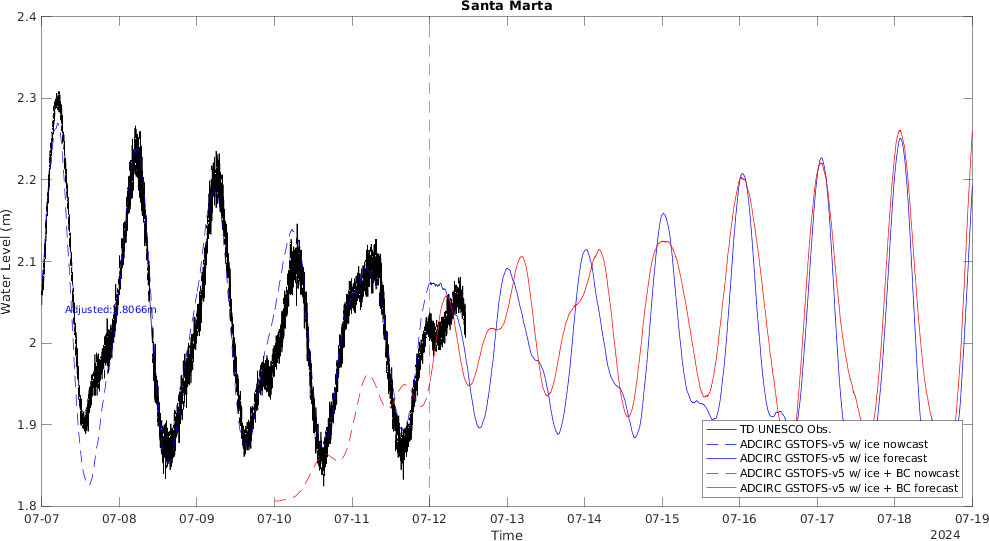 Santa Marta
2.4
2.3
2.2
2.1
2
1.9
1.8
Water Level (m)
Adjusted: .8066m
TD UNESCO Obs.
ADCIRC GSTOFS-v5 w/ ice nowcast
ADCIRC GSTOFS-v5 w/ ice forecast
ADCIRC GSTOFS-v5 w/ ice + BC nowcast
ADCIRC GSTOFS-v5 w/ ice + BC forecast
07-07 07-08 07-09 07-10 07-11 07-12 07-13 07-14 07-15 07-16 07-17 07-18 07-19
Time
2024